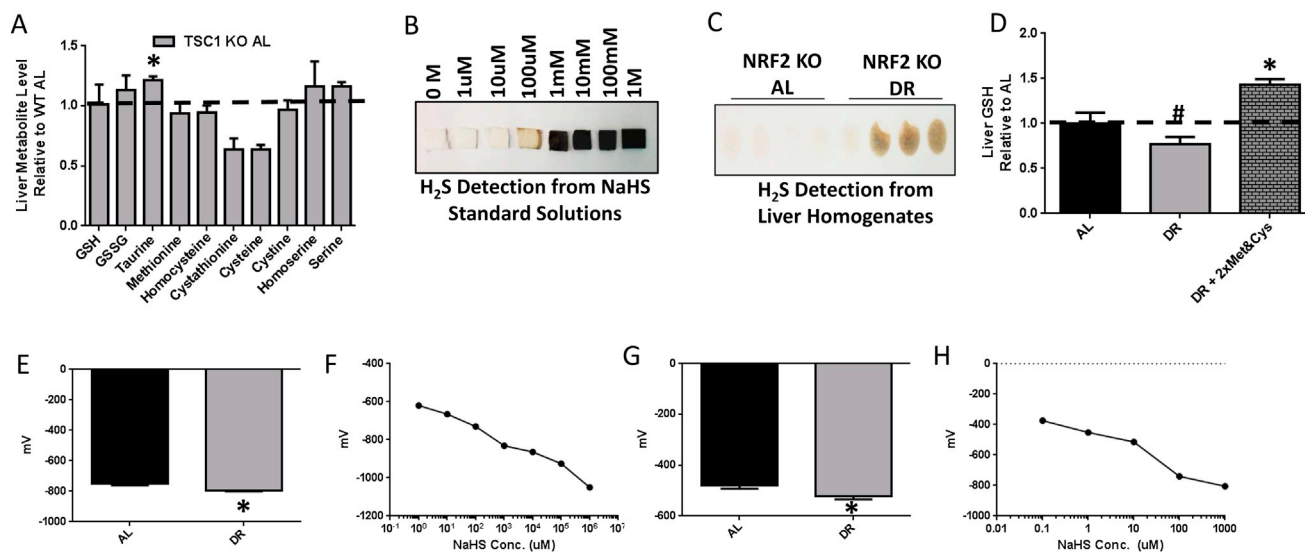 A
TSC1 KO AL
Liver Metabolite Level
Relative to WT AL
1.5
1.0
0.5
0.0
*
GSH
GSSG
Taurine
Methionine
Homocysteine
Cystathionine
Cysteine
Cystine
Homoserine
Serine
B
0 M
1uM
10uM
100uM
1mM
10mM
100mM
1M
H₂S Detection from NaHS
Standard Solutions
C
NRF2 KO
AL
NRF2 KO
DR
H₂S Detection from
Liver Homogenates
D
Liver GSH
Relative to AL
2.0
1.5
1.0
0.5
0.0
#
*
AL
DR
DR + 2xMet&Cys
E
mV
0
-200
-400
-600
-800
-1000
*
AL
DR
F
mV
-400
-600
-800
-1000
-1200
10⁻¹ 10⁰ 10¹ 10² 10³ 10⁴ 10⁵ 10⁶ 10⁷
NaHS Conc. (uM)
G
mV
0
-200
-400
-600
*
AL
DR
H
mV
0
-200
-400
-600
-800
-1000
0.01 0.1 1 10 100 1000
NaHS Conc. (uM)